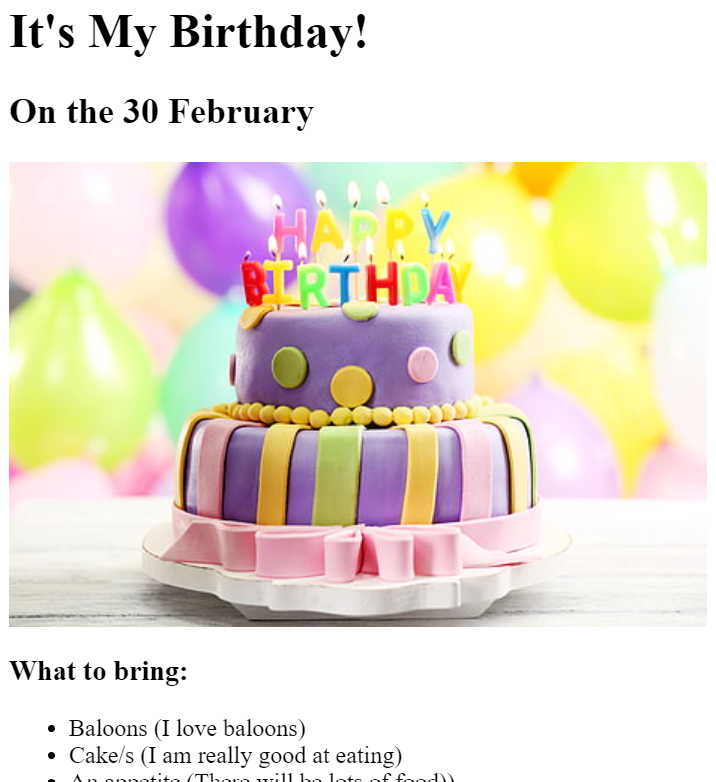 It's My Birthday!
On the 30 February
HAPPY
BIRTHDAY
What to bring:
Baloons (I love baloons)
Cake/s (I am really good at eating)
An appetite (There will be lots of food))